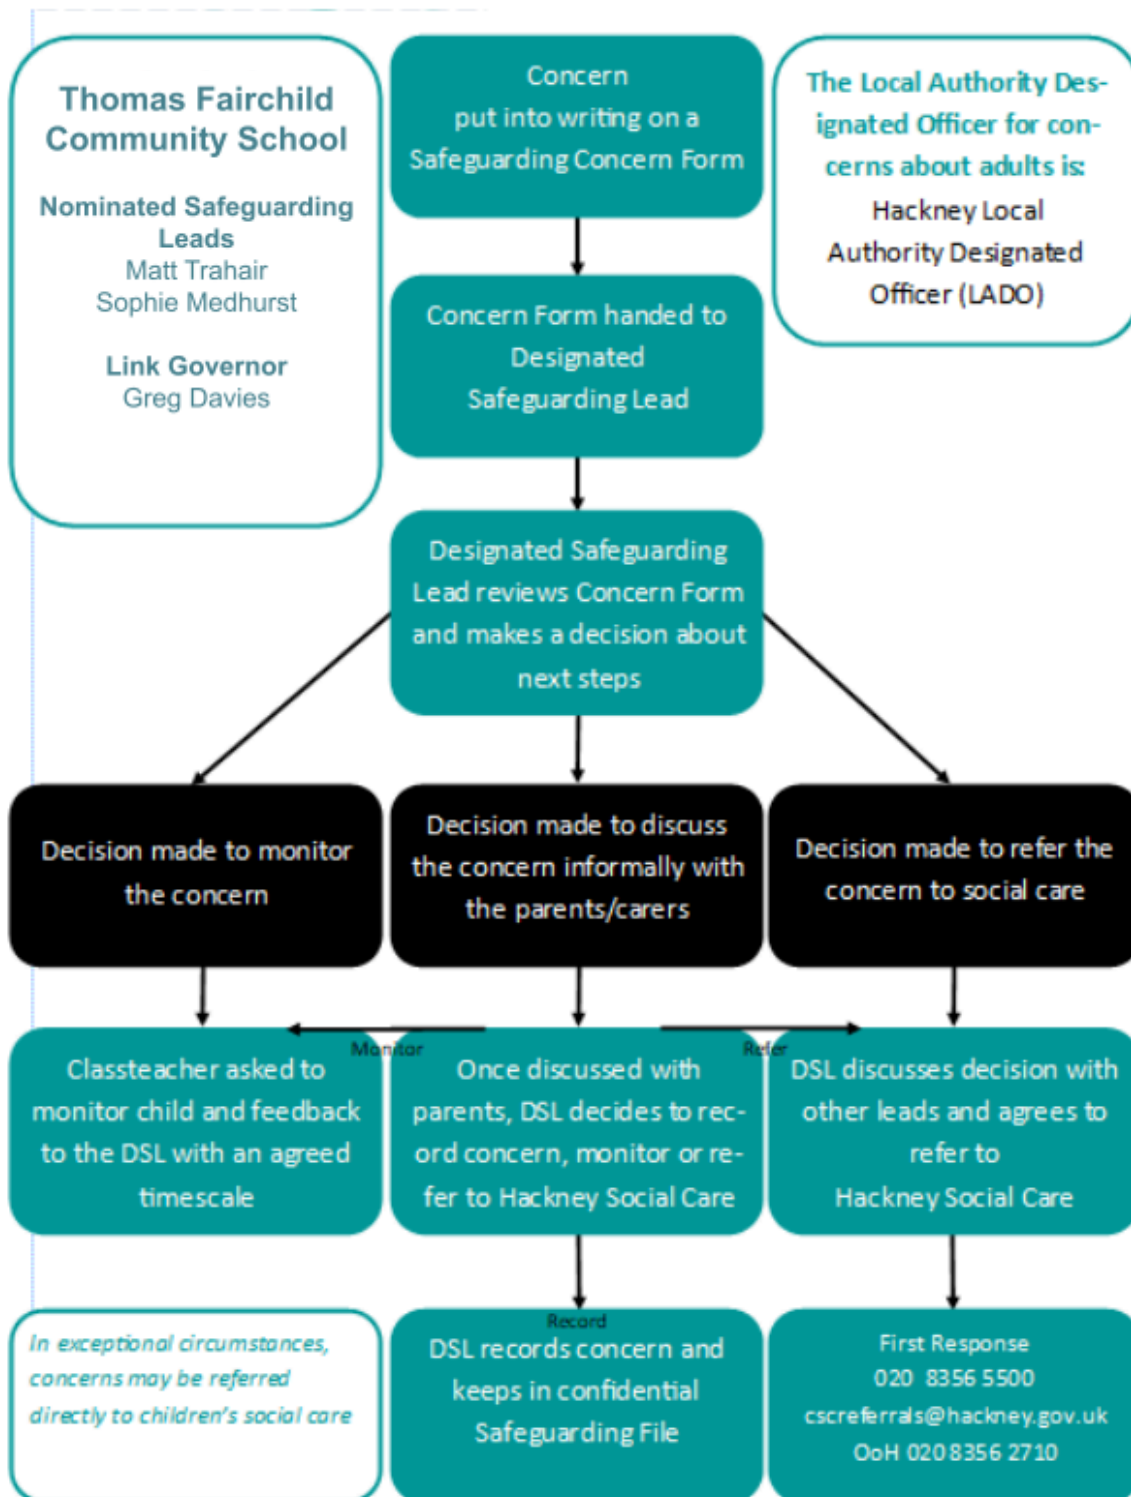 Thomas Fairchild
Community School
Nominated Safeguarding
Leads
Matt Trahair
Sophie Medhurst
Link Governor
Greg Davies
Concern
put into writing on a
Safeguarding Concern Form
The Local Authority Des-
ignated Officer for con-
cerns about adults is:
Hackney Local
Authority Designated
Officer (LADO)
Concern Form handed to
Designated
Safeguarding Lead
Designated Safeguarding
Lead reviews Concern Form
and makes a decision about
next steps
Decision made to monitor
the concern
Decision made to discuss
the concern informally with
the parents/carers
Decision made to refer the
concern to social care
Monitor
Refer
Classteacher asked to
monitor child and feedback
to the DSL with an agreed
timescale
Once discussed with
parents, DSL decides to rec-
ord concern, monitor or re-
fer to Hackney Social Care
DSL discusses decision with
other leads and agrees to
refer to
Hackney Social Care
In exceptional circumstances,
concerns may be referred
directly to children's social care
Record
DSL records concern and
keeps in confidential
Safeguarding File
First Response
020 8356 5500
cscreferrals@hackney.gov.uk
OoH 020 8356 2710